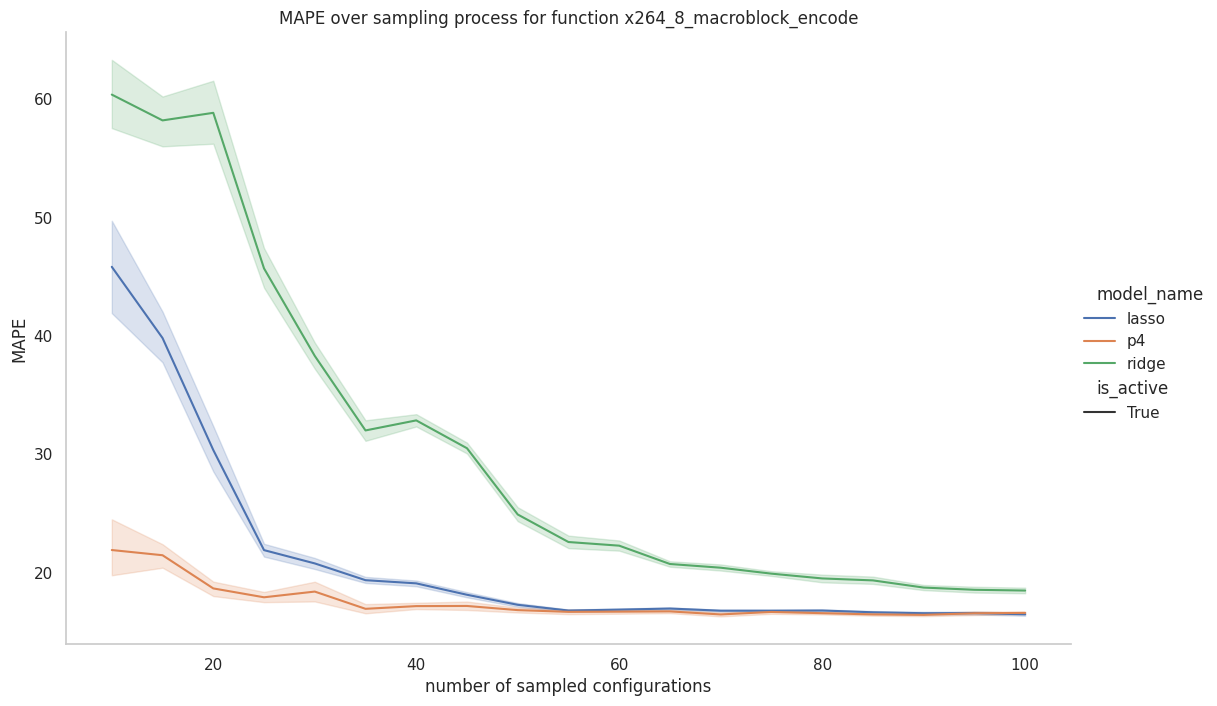 MAPE over sampling process for function x264_8_macroblock_encode
MAPE
60
50
40
30
20
20
40
60
80
100
number of sampled configurations
model_name
lasso
p4
ridge
is_active
True